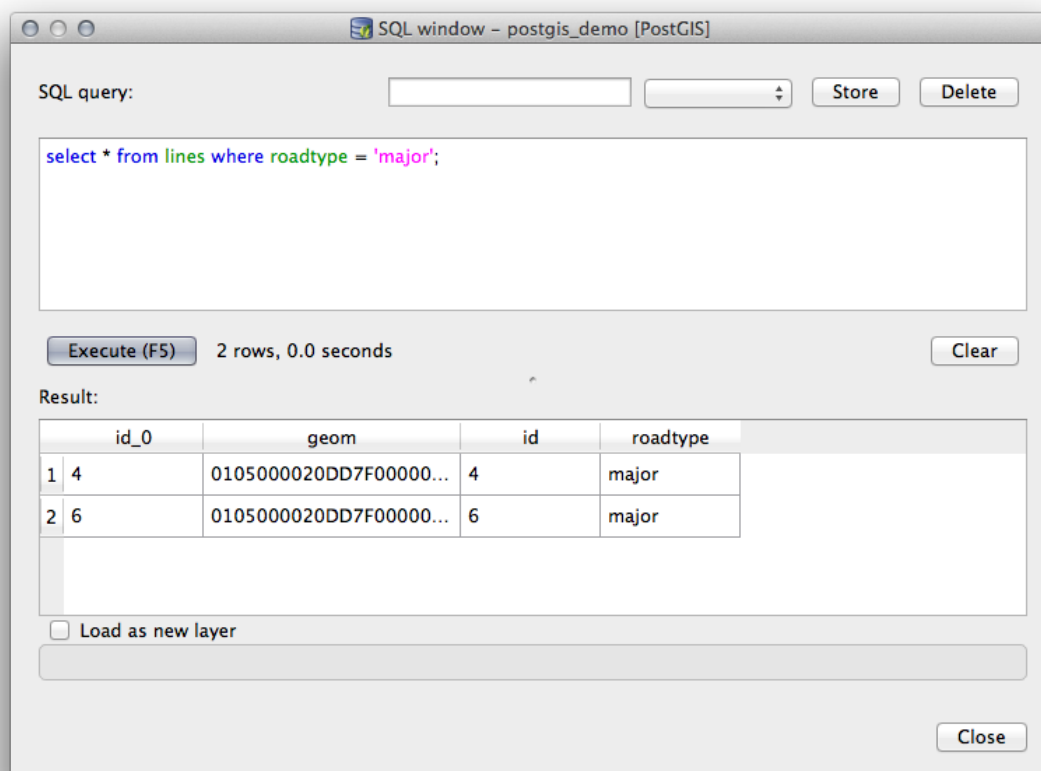 SQL window – postgis_demo [PostGIS]
SQL query:
Store
Delete
select * from lines where roadtype = 'major';
Execute (F5)
2 rows, 0.0 seconds
Clear
Result:
id_0 geom id roadtype
1 4 0105000020DD7F00000... 4 major
2 6 0105000020DD7F00000... 6 major
Load as new layer
Close